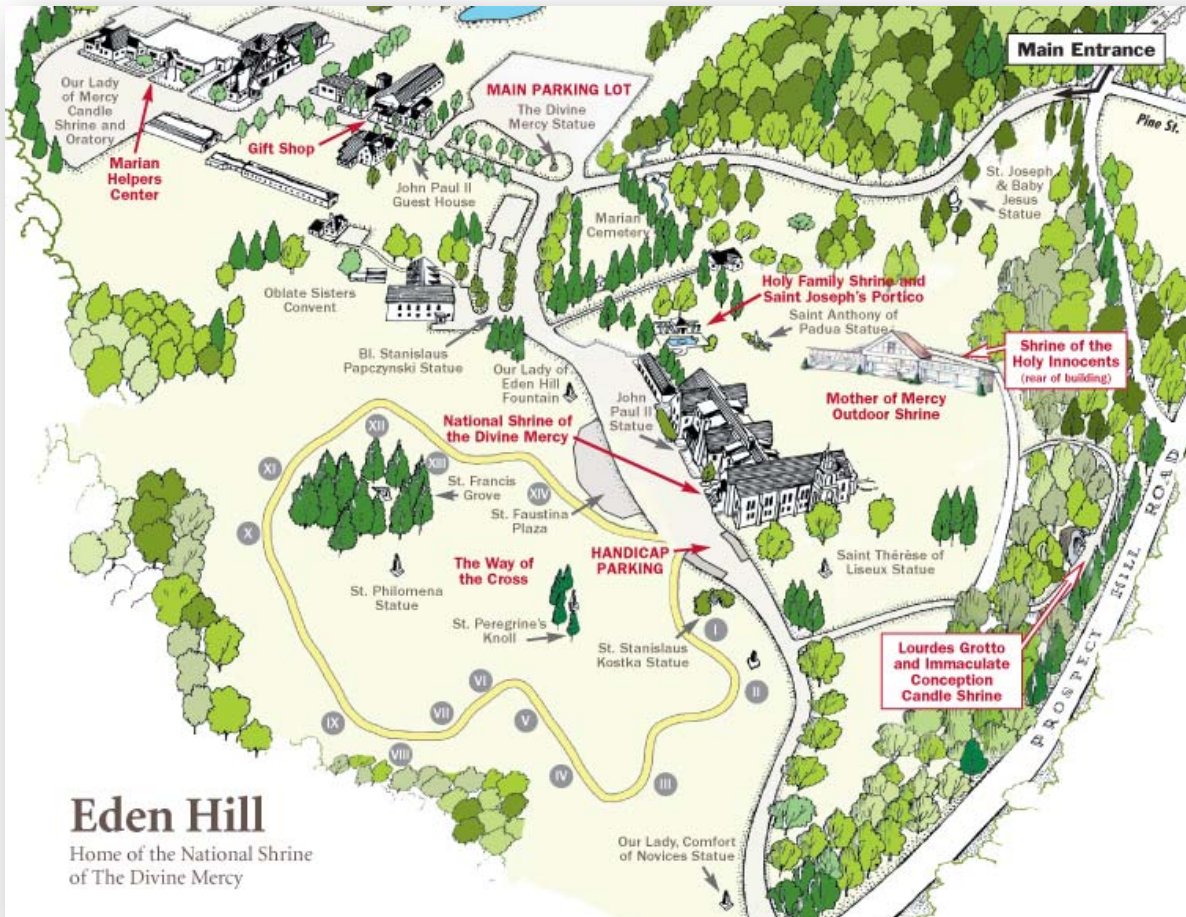 Main Entrance
Pine St.
Our Lady
of Mercy
Candle
Shrine and
Oratory
Marian
Helpers
Center
Gift Shop
MAIN PARKING LOT
The Divine
Mercy Statue
John Paul II
Guest House
St. Joseph
& Baby
Jesus
Statue
Marian
Cemetery
Oblate Sisters
Convent
Holy Family Shrine and
Saint Joseph's Portico
Saint Anthony of
Padua Statue
Bl. Stanislaus
Papczynski Statue
Our Lady of
Eden Hill
Fountain
Shrine of the
Holy Innocents
(rear of building)
John
Paul II
Statue
Mother of Mercy
Outdoor Shrine
National Shrine of
the Divine Mercy
XII
XI
XIII
St. Francis
Grove
XIV
St. Faustina
Plaza
X
The Way of
the Cross
HANDICAP
PARKING
Saint Thérèse of
Liseux Statue
St. Philomena
Statue
St. Peregrine's
Knoll
St. Stanislaus
Kostka Statue
I
II
Lourdes Grotto
and Immaculate
Conception
Candle Shrine
PROSPECT HILL ROAD
VI
IX
VII
V
VIII
IV
III
Eden Hill
Home of the National Shrine
of The Divine Mercy
Our Lady, Comfort
of Novices Statue